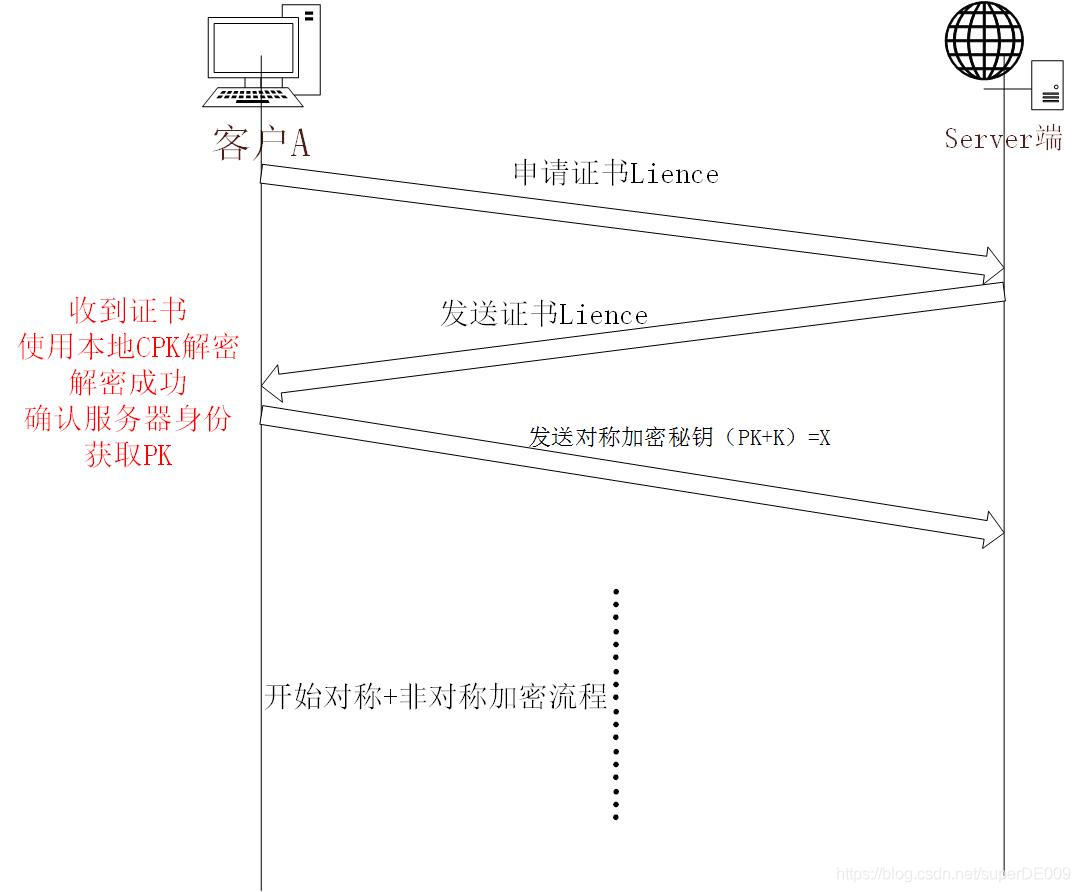 客户A
Server端
申请证书Lience
发送证书Lience
收到证书
使用本地CPK解密
解密成功
确认服务器身份
获取PK
发送对称加密秘钥（PK+K）=X
开始对称+非对称加密流程
https://blog.csdn.net/superDE009